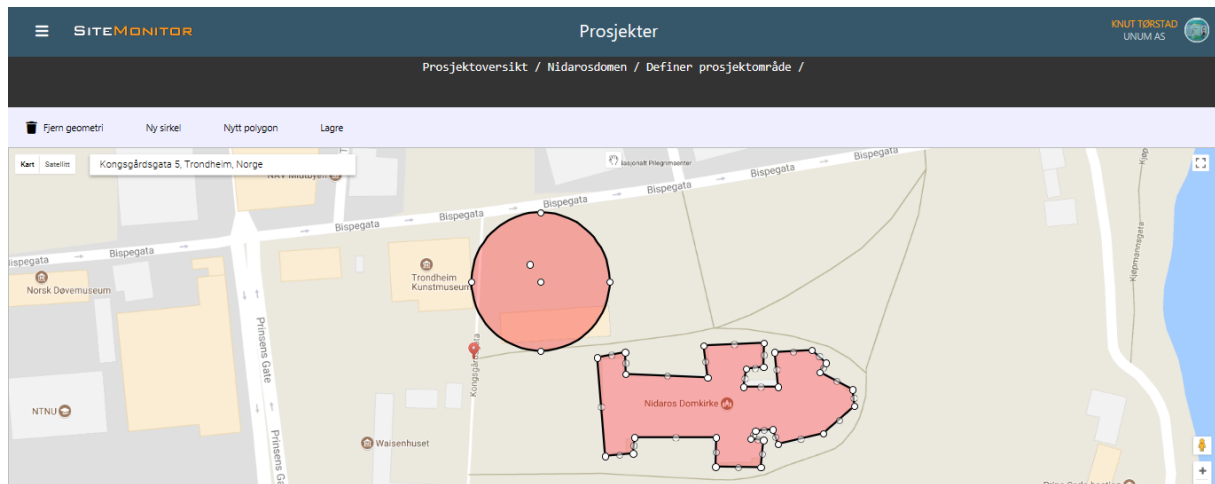 SITEMONITOR
Prosjekter
KNUT TØRSTAD
UNUM AS
Prosjektoversikt / Nidarosdomen / Definer prosjektområde /
Fjern geometri Ny sirkel Nytt polygon Lagre
Kart Satellitt Kongsgårdsgata 5, Trondheim, Norge
Pilegrimsenter
Bispegata
Bispegata
Bispegata
Bispegata
Bispegata
Bispegata
Bispegata
Norsk Døvemuseum
Trondheim
Kunstmuseum
Kjøpmannsgata
Prinsens Gate
Nidaros Domkirke
NTNU
Waisenhuset